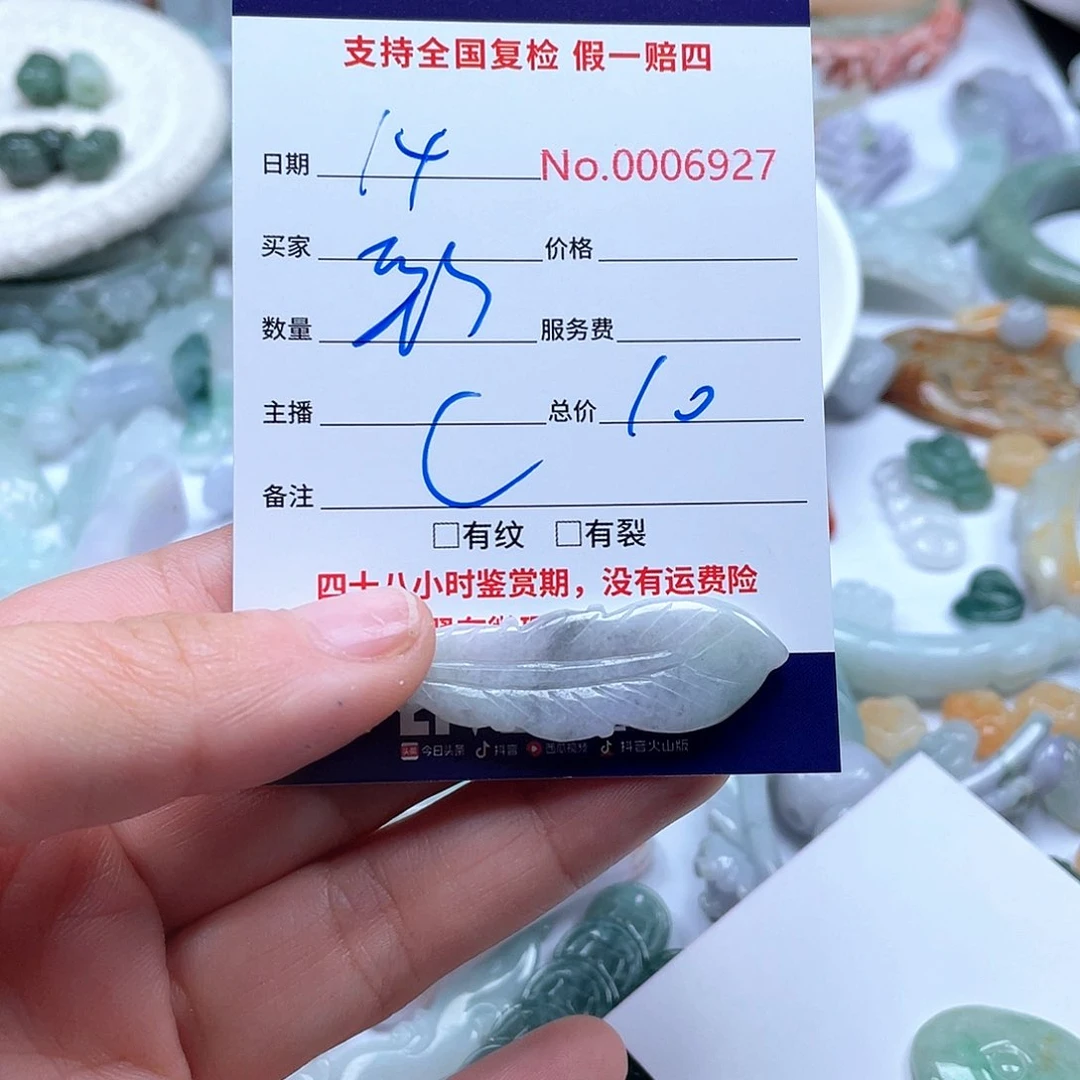 支持全国复检 假一赔四
日期 14 No.0006927
买家 价格
数量 服务费
主播 总价 10
备注
□有纹 □有裂
四十八小时鉴赏期，没有运费险
今日头条 抖音 西瓜视频 抖音火山版